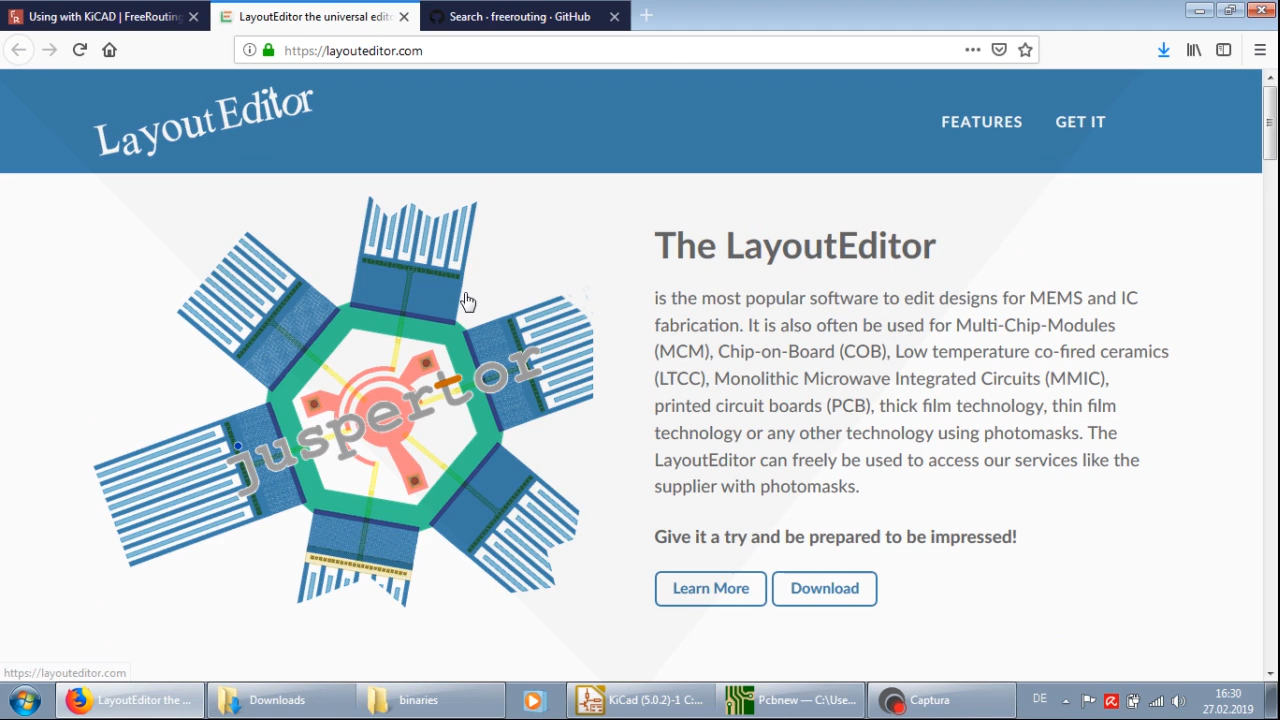 Using with KiCAD | FreeRouting
LayoutEditor the universal edito
Search · freerouting · GitHub
https://layouteditor.com
LayoutEditor
FEATURES
GET IT
juspertor
The LayoutEditor
is the most popular software to edit designs for MEMS and IC
fabrication. It is also often be used for Multi-Chip-Modules
(MCM), Chip-on-Board (COB), Low temperature co-fired ceramics
(LTCC), Monolithic Microwave Integrated Circuits (MMIC),
printed circuit boards (PCB), thick film technology, thin film
technology or any other technology using photomasks. The
LayoutEditor can freely be used to access our services like the
supplier with photomasks.
Give it a try and be prepared to be impressed!
Learn More
Download
https://layouteditor.com
LayoutEditor the ...
Downloads
binaries
KiCad (5.0.2)-1 C:...
Pcbnew — C:\Use...
Captura
DE
16:30
27.02.2019